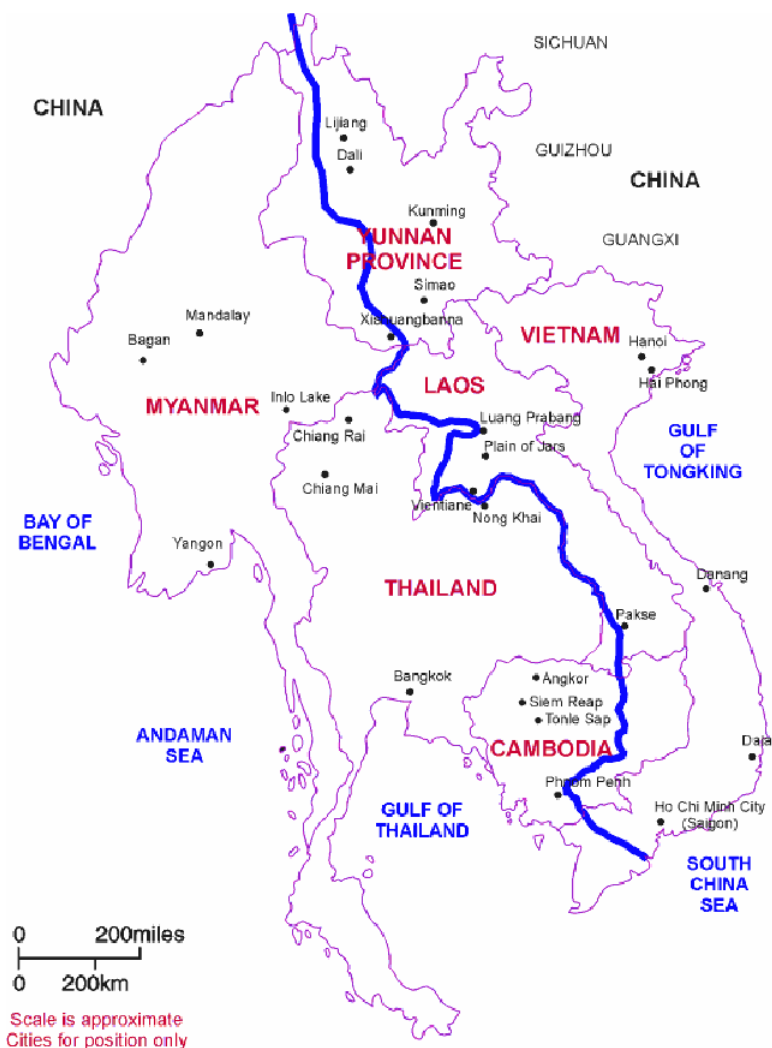 SICHUAN
CHINA
Lijiang
Dali
GUIZHOU
CHINA
Kunming
YUNNAN
PROVINCE
GUANGXI
Simao
Mandalay
Xishuangbanna
VIETNAM
Hanoi
Bagan
Hai Phong
LAOS
MYANMAR
Inlo Lake
Luang Prabang
Chiang Rai
GULF
OF
TONGKING
Plain of Jars
Chiang Mai
Vientiane
Nong Khai
BAY OF
BENGAL
Yangon
Danang
THAILAND
Pakse
Bangkok
Angkor
Siem Reap
Tonle Sap
ANDAMAN
SEA
CAMBODIA
Dala
Phnom Penh
GULF OF
THAILAND
Ho Chi Minh City
(Saigon)
SOUTH
CHINA
SEA
0 200miles
0 200km
Scale is approximate
Cities for position only